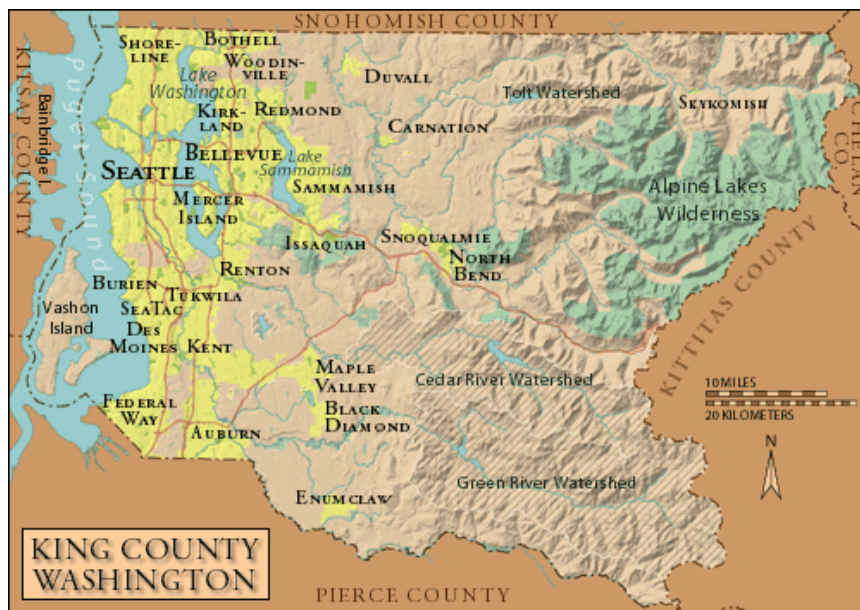 SNOHOMISH COUNTY
KITSAP COUNTY
Bainbridge I.
Puget Sound
SHORE-
LINE
BOTHELL
WOODIN-
VILLE
Lake
Washington
KIRK-
LAND
REDMOND
DUVALL
CARNATION
Tolt Watershed
SKYKOMISH
SEATTLE
BELLEVUE
Lake
Sammamish
SAMMAMISH
MERCER
ISLAND
ISSAQUAH
SNOQUALMIE
NORTH
BEND
Alpine Lakes
Wilderness
CO.
KITTITAS COUNTY
RENTON
BURIEN
TUKWILA
SEATAC
DES
MOINES
KENT
Vashon
Island
MAPLE
VALLEY
BLACK
DIAMOND
Cedar River Watershed
FEDERAL
WAY
AUBURN
Green River Watershed
ENUMCLAW
10 MILES
20 KILOMETERS
N
KING COUNTY
WASHINGTON
PIERCE COUNTY